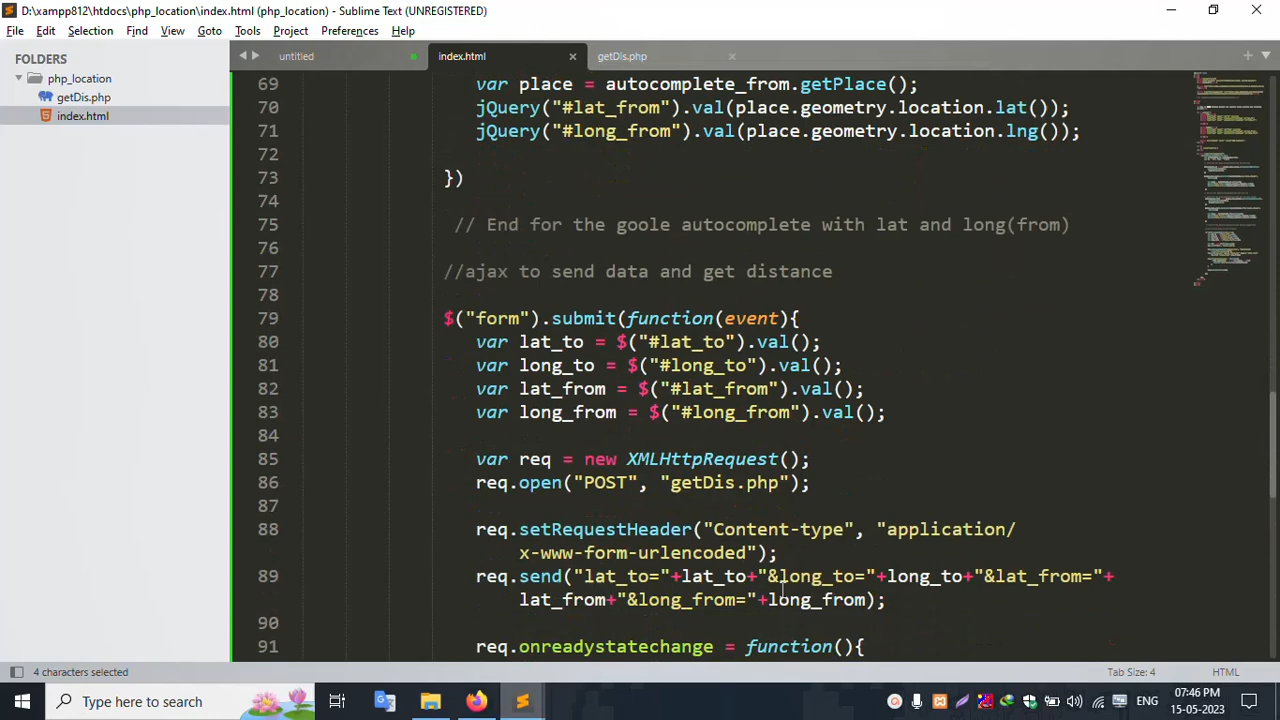 D:\xampp812\htdocs\php_location\index.html (php_location) - Sublime Text (UNREGISTERED)
File Edit Selection Find View Goto Tools Project Preferences Help
FOLDERS
php_location
getDis.php
index.html
untitled
index.html
getDis.php
69 var place = autocomplete_from.getPlace();
70 jQuery("#lat_from").val(place.geometry.location.lat());
71 jQuery("#long_from").val(place.geometry.location.lng());
72
73 })
74
75 // End for the goole autocomplete with lat and long(from)
76
77 //ajax to send data and get distance
78
79 $("form").submit(function(event){
80 var lat_to = $("#lat_to").val();
81 var long_to = $("#long_to").val();
82 var lat_from = $("#lat_from").val();
83 var long_from = $("#long_from").val();
84
85 var req = new XMLHttpRequest();
86 req.open("POST", "getDis.php");
87
88 req.setRequestHeader("Content-type", "application/
x-www-form-urlencoded");
89 req.send("lat_to="+lat_to+"&long_to="+long_to+"&lat_from="+
lat_from+"&long_from="+long_from);
90
91 req.onreadystatechange = function(){
4 characters selected
Tab Size: 4
HTML
Type here to search
ENG
07:46 PM
15-05-2023